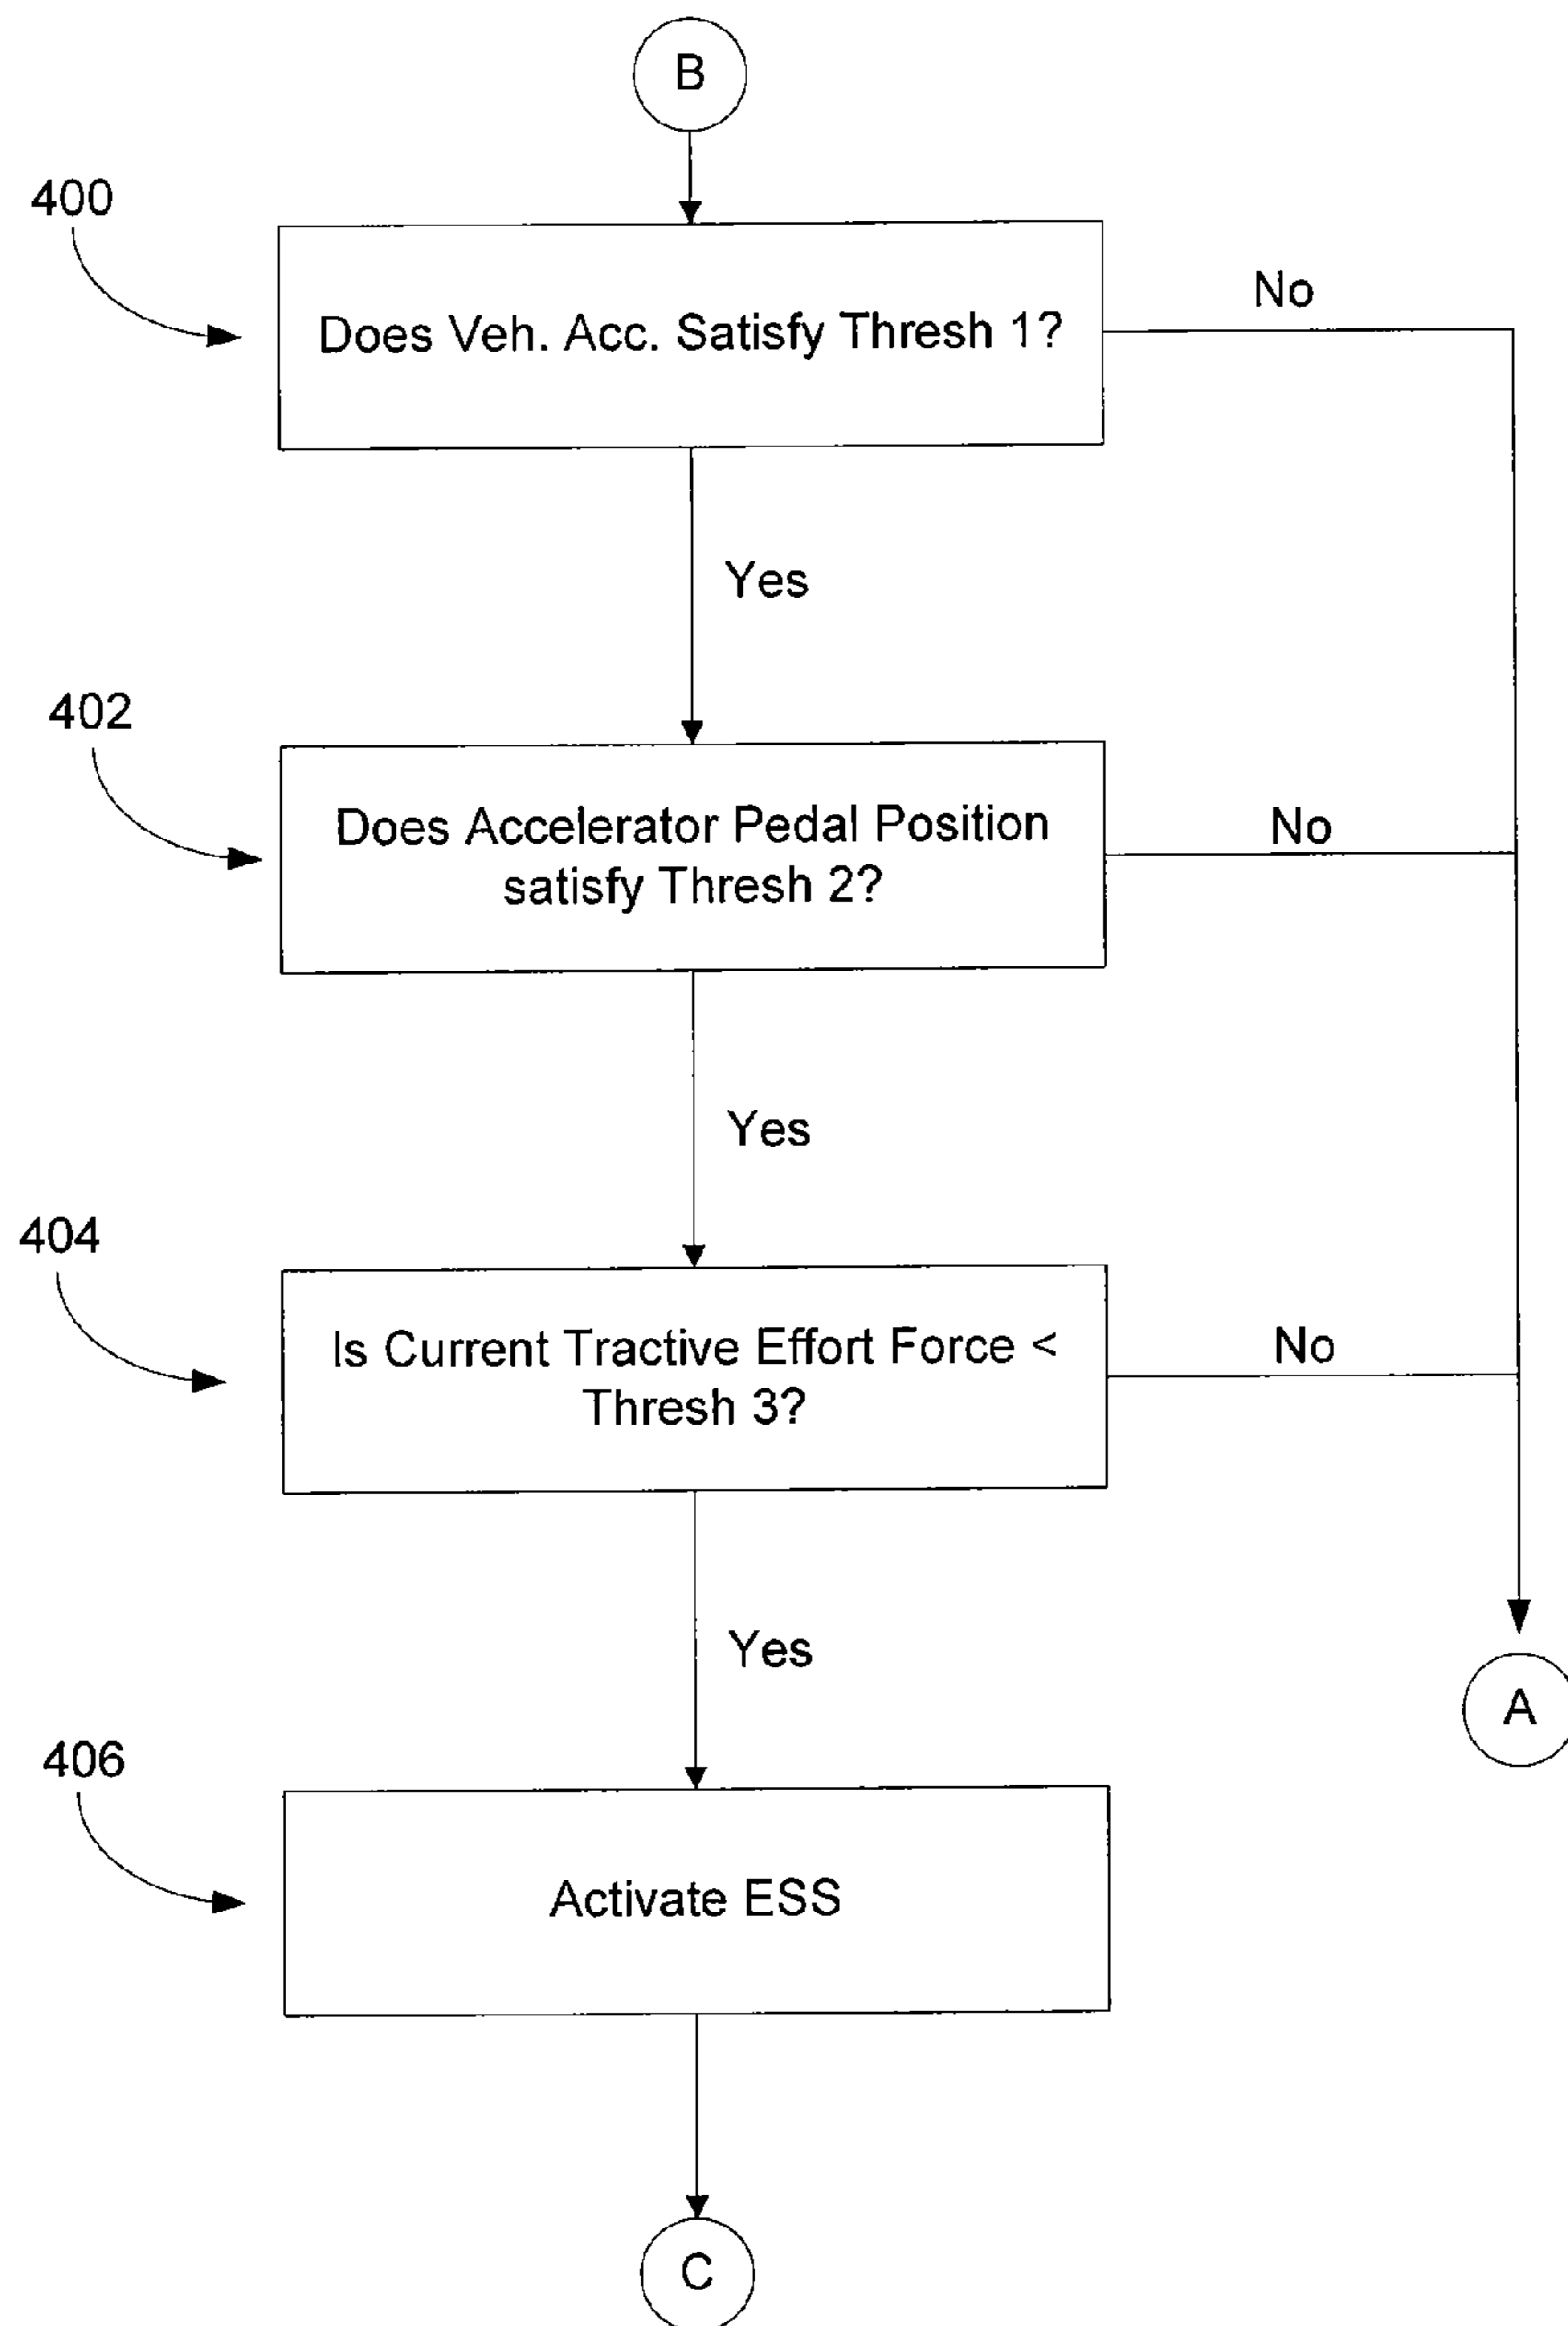 B
400
Does Veh. Acc. Satisfy Thresh 1?
No
Yes
402
Does Accelerator Pedal Position
satisfy Thresh 2?
No
Yes
404
Is Current Tractive Effort Force <
Thresh 3?
No
Yes
A
406
Activate ESS
C